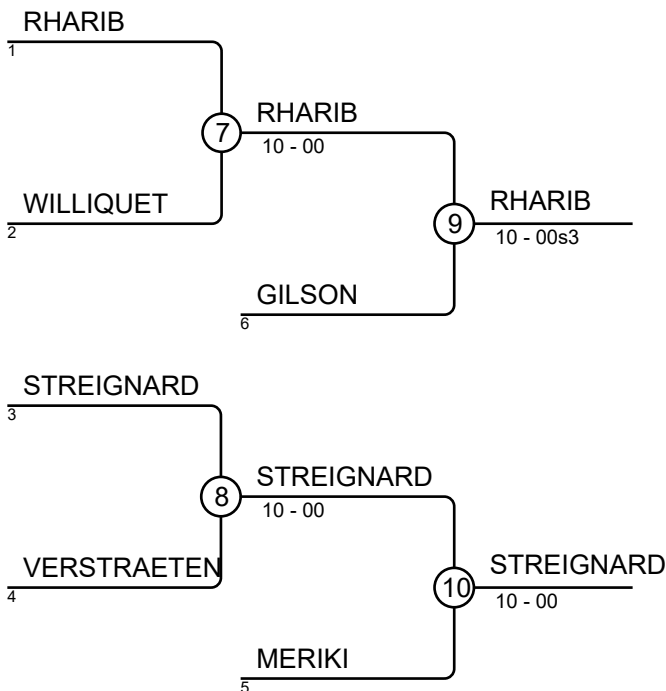 RHARIB
1
7
RHARIB
10 - 00
WILLIQUET
2
9
RHARIB
10 - 00s3
GILSON
6
STREIGNARD
3
8
STREIGNARD
10 - 00
VERSTRAETEN
4
10
STREIGNARD
10 - 00
MERIKI
5